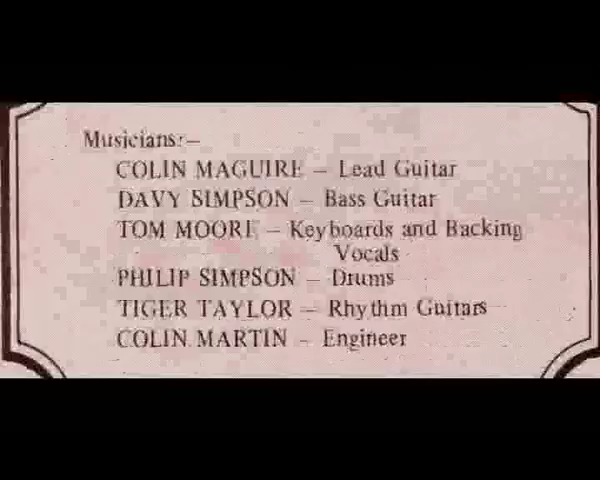 Musicians:–
COLIN MAGUIRE – Lead Guitar
DAVY SIMPSON – Bass Guitar
TOM MOORE – Keyboards and Backing
Vocals
PHILIP SIMPSON – Drums
TIGER TAYLOR – Rhythm Guitars
COLIN MARTIN – Engineer